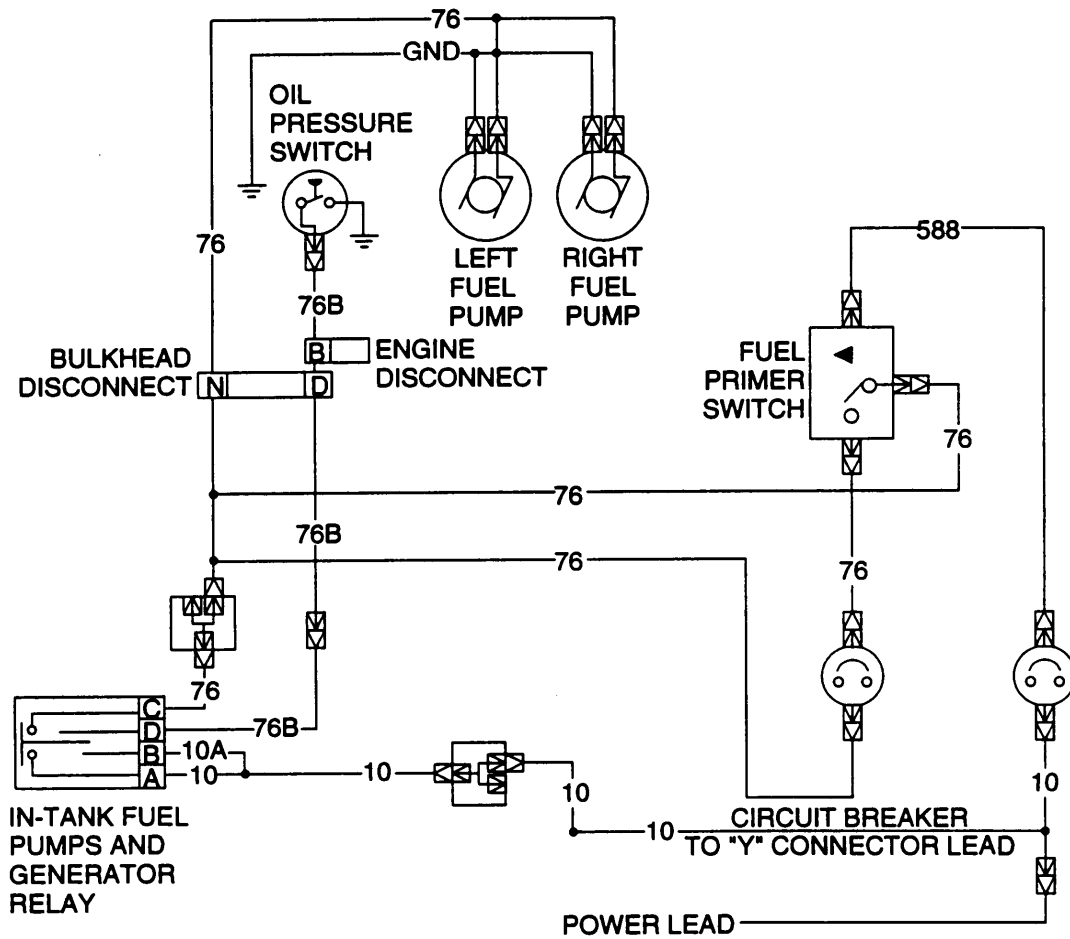 76
GND
OIL
PRESSURE
SWITCH
76
LEFT
FUEL
PUMP
RIGHT
FUEL
PUMP
588
76B
BULKHEAD
DISCONNECT
N
D
B
ENGINE
DISCONNECT
FUEL
PRIMER
SWITCH
76
76
76B
76
76
76
C
D
76B
B
10A
A
10
10
10
10
10
IN-TANK FUEL
PUMPS AND
GENERATOR
RELAY
CIRCUIT BREAKER
TO "Y" CONNECTOR LEAD
POWER LEAD